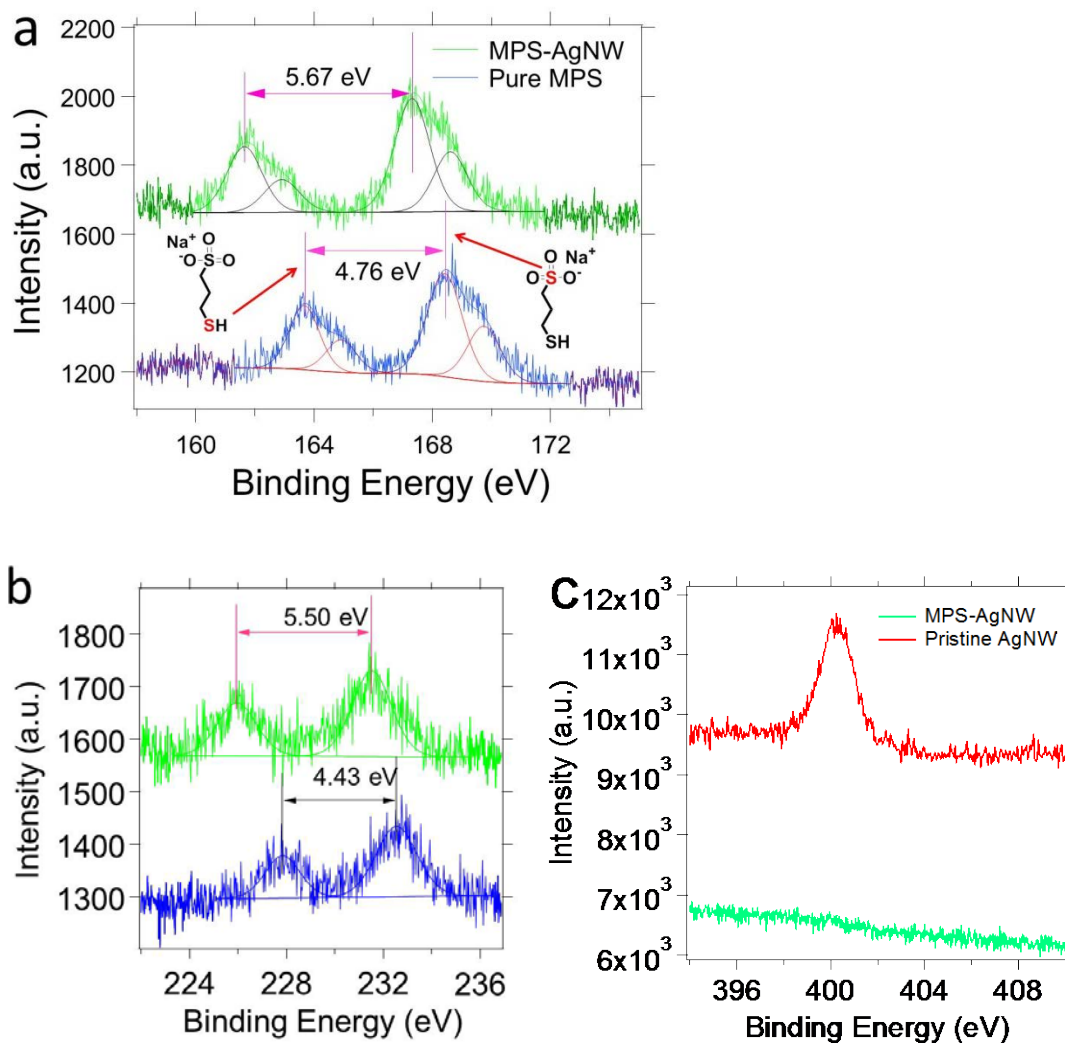 a
2200
2000
1800
1600
1400
1200
Intensity (a.u.)
MPS-AgNW
Pure MPS
5.67 eV
4.76 eV
Na⁺
O
⁻O-S=O
O
SH
O Na⁺
O=S-O⁻
O
SH
160 164 168 172
Binding Energy (eV)
b
1800
1700
1600
1500
1400
1300
Intensity (a.u.)
5.50 eV
4.43 eV
224 228 232 236
Binding Energy (eV)
C
12x10³
11x10³
10x10³
9x10³
8x10³
7x10³
6x10³
Intensity (a.u.)
MPS-AgNW
Pristine AgNW
396 400 404 408
Binding Energy (eV)